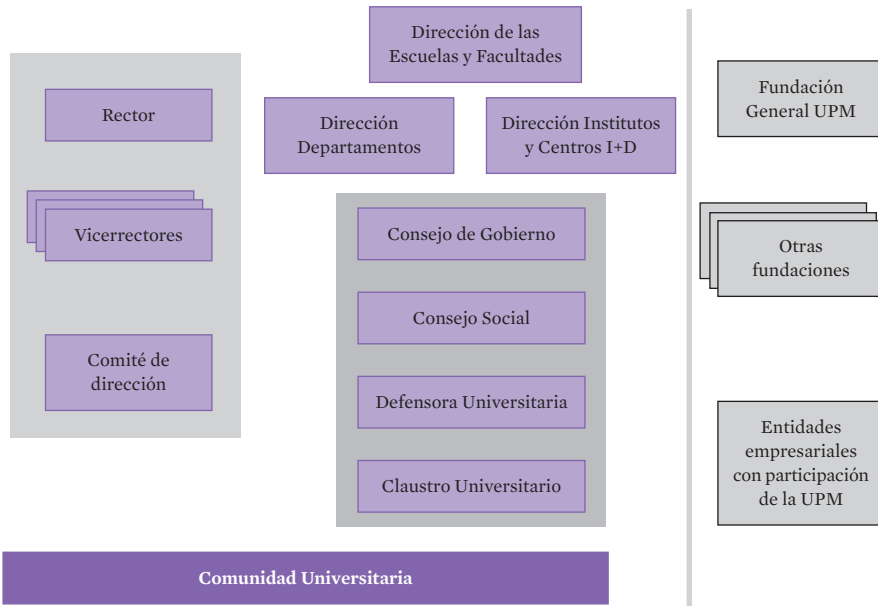 Dirección de las
Escuelas y Facultades
Rector
Dirección
Departamentos
Dirección Institutos
y Centros I+D
Fundación
General UPM
Vicerrectores
Consejo de Gobierno
Otras
fundaciones
Consejo Social
Comité de
dirección
Defensora Universitaria
Claustro Universitario
Entidades
empresariales
con participación
de la UPM
Comunidad Universitaria